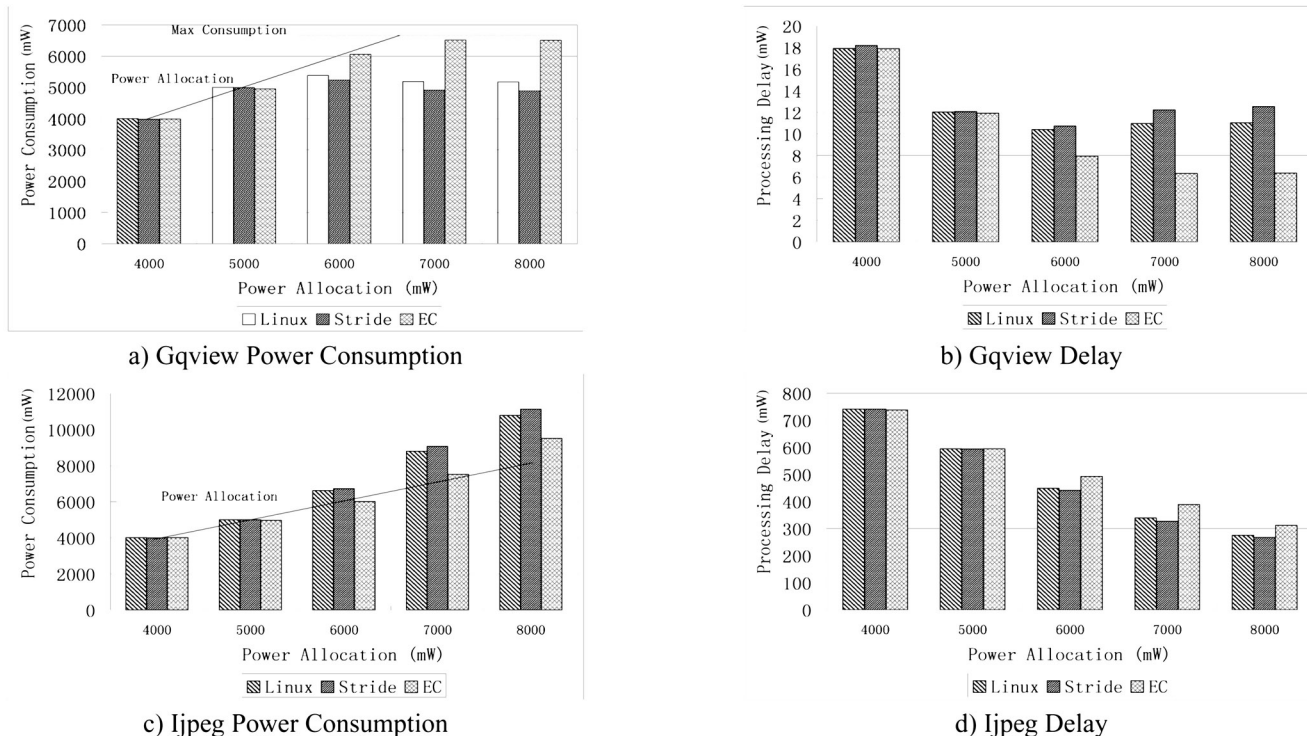 Power Consumption (mW)
7000
6000
5000
4000
3000
2000
1000
0
Max Consumption
Power Allocation
4000 5000 6000 7000 8000
Power Allocation (mW)
Linux Stride EC
a) Gqview Power Consumption
Processing Delay (mW)
20
18
16
14
12
10
8
6
4
2
0
4000 5000 6000 7000 8000
Power Allocation (mW)
Linux Stride EC
b) Gqview Delay
Power Consumption (mW)
12000
10000
8000
6000
4000
2000
0
Power Allocation
4000 5000 6000 7000 8000
Power Allocation (mW)
Linux Stride EC
c) Ijpeg Power Consumption
Processing Delay (mW)
800
700
600
500
400
300
200
100
0
4000 5000 6000 7000 8000
Power Allocation (mW)
Linux Stride EC
d) Ijpeg Delay